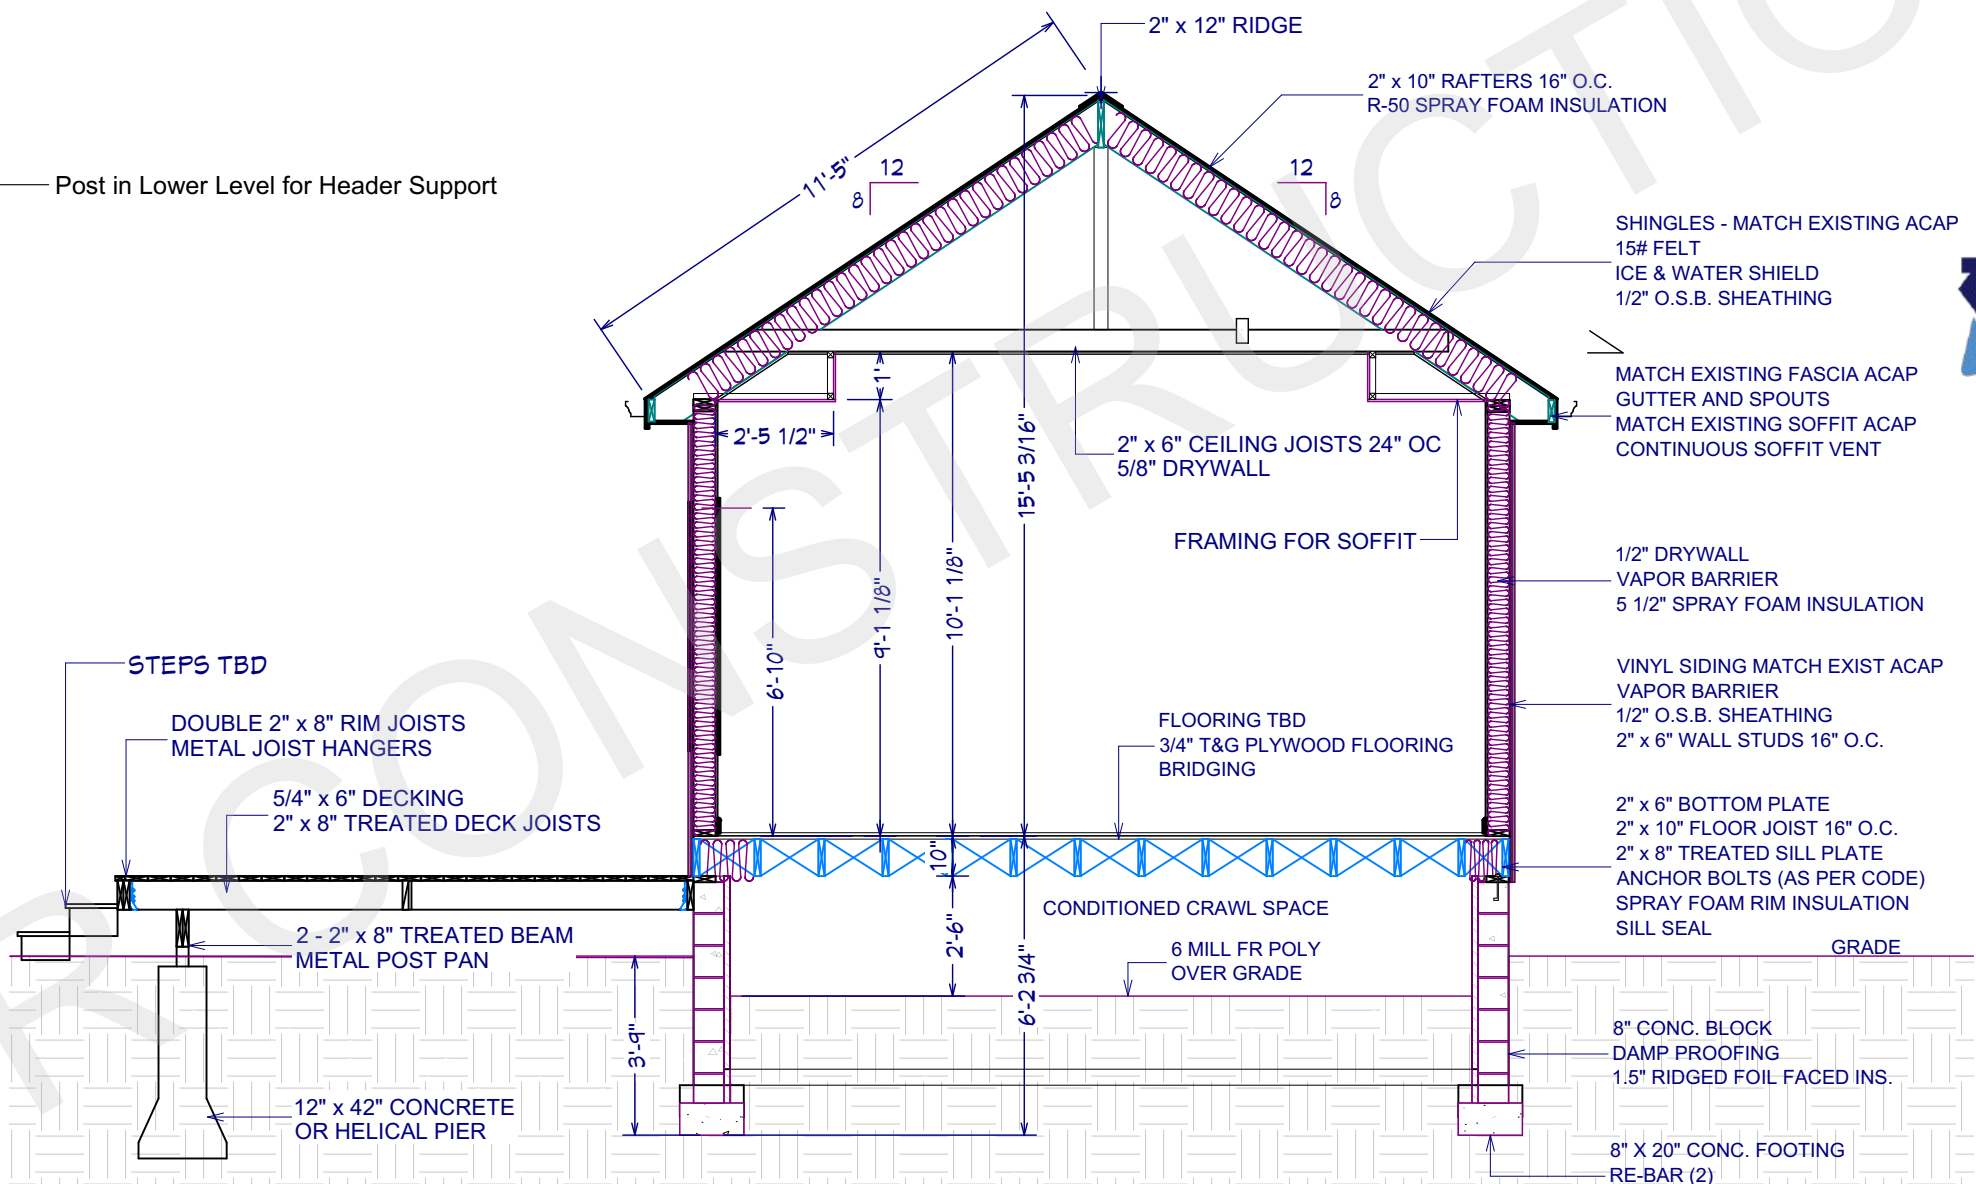 2" x 12" RIDGE
2" x 10" RAFTERS 16" O.C.
R-50 SPRAY FOAM INSULATION
11'-5"
12
8
12
8
Post in Lower Level for Header Support
SHINGLES - MATCH EXISTING ACAP
15# FELT
ICE & WATER SHIELD
1/2" O.S.B. SHEATHING
MATCH EXISTING FASCIA ACAP
GUTTER AND SPOUTS
MATCH EXISTING SOFFIT ACAP
CONTINUOUS SOFFIT VENT
1'
2'-5 1/2"
2" x 6" CEILING JOISTS 24" OC
5/8" DRYWALL
15'-5 3/16"
FRAMING FOR SOFFIT
1/2" DRYWALL
VAPOR BARRIER
5 1/2" SPRAY FOAM INSULATION
9'-1 1/8"
10'-1 1/8"
6'-10"
STEPS TBD
VINYL SIDING MATCH EXIST ACAP
VAPOR BARRIER
1/2" O.S.B. SHEATHING
2" x 6" WALL STUDS 16" O.C.
DOUBLE 2" x 8" RIM JOISTS
METAL JOIST HANGERS
FLOORING TBD
3/4" T&G PLYWOOD FLOORING
BRIDGING
5/4" x 6" DECKING
2" x 8" TREATED DECK JOISTS
2" x 6" BOTTOM PLATE
2" x 10" FLOOR JOIST 16" O.C.
2" x 8" TREATED SILL PLATE
ANCHOR BOLTS (AS PER CODE)
SPRAY FOAM RIM INSULATION
SILL SEAL
10"
CONDITIONED CRAWL SPACE
2'-6"
2 - 2" x 8" TREATED BEAM
METAL POST PAN
6 MILL FR POLY
OVER GRADE
GRADE
6'-2 3/4"
3'-9"
8" CONC. BLOCK
DAMP PROOFING
1.5" RIDGED FOIL FACED INS.
12" x 42" CONCRETE
OR HELICAL PIER
8" X 20" CONC. FOOTING
RE-BAR (2)
R CONSTRUCTIO